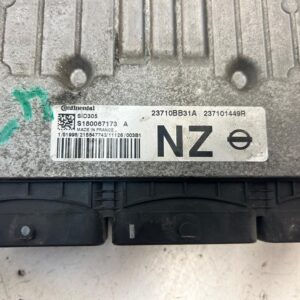 Continental
SID305
S180067173 A
MADE IN FRANCE
23710BB31A 237101449R
NZ